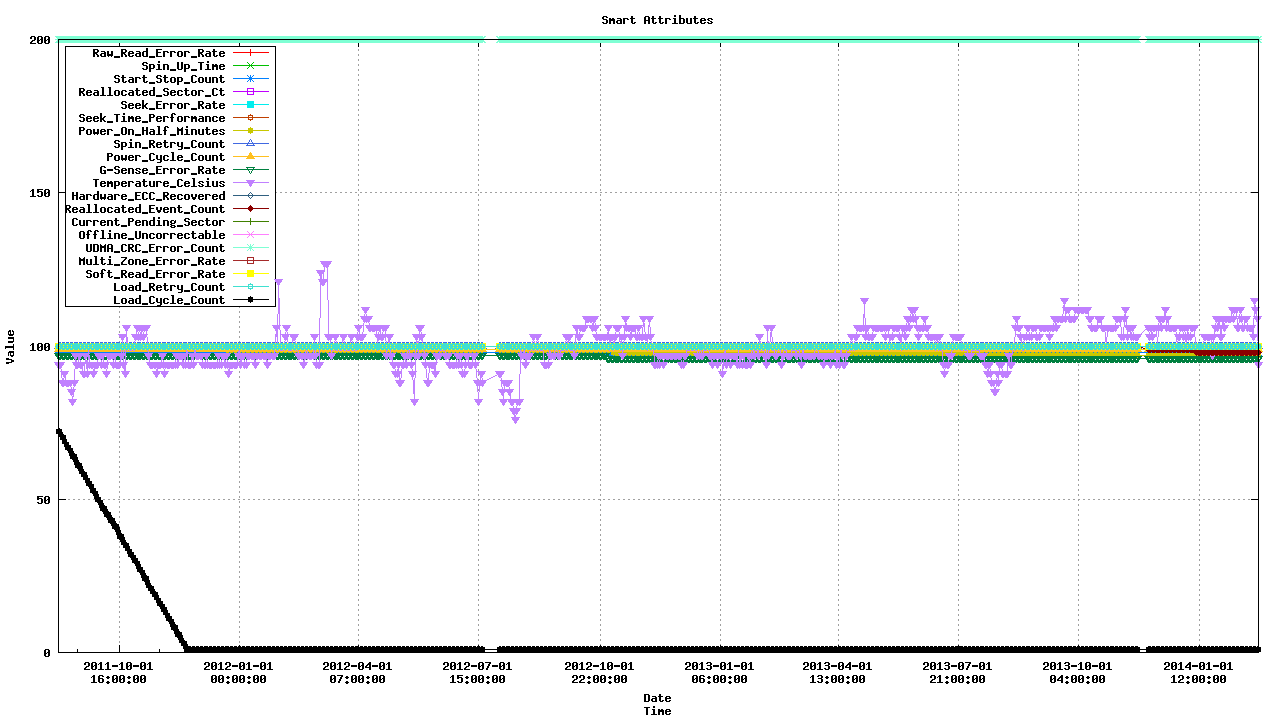 Smart Attributes
200
150
100
50
0
Value
Raw_Read_Error_Rate
Spin_Up_Time
Start_Stop_Count
Reallocated_Sector_Ct
Seek_Error_Rate
Seek_Time_Performance
Power_On_Half_Minutes
Spin_Retry_Count
Power_Cycle_Count
G-Sense_Error_Rate
Temperature_Celsius
Hardware_ECC_Recovered
Reallocated_Event_Count
Current_Pending_Sector
Offline_Uncorrectable
UDMA_CRC_Error_Count
Multi_Zone_Error_Rate
Soft_Read_Error_Rate
Load_Retry_Count
Load_Cycle_Count
2011-10-01 2012-01-01 2012-04-01 2012-07-01 2012-10-01 2013-01-01 2013-04-01 2013-07-01 2013-10-01 2014-01-01
16:00:00 00:00:00 07:00:00 15:00:00 22:00:00 06:00:00 13:00:00 21:00:00 04:00:00 12:00:00
Date
Time